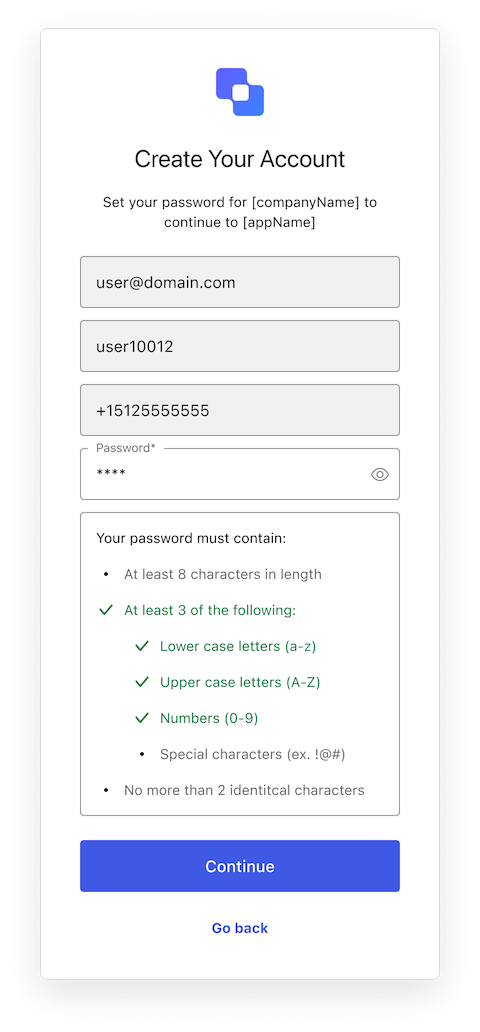 Create Your Account
Set your password for [companyName] to
continue to [appName]
user@domain.com
user10012
+15125555555
Password*
****
Your password must contain:
• At least 8 characters in length
At least 3 of the following:
Lower case letters (a-z)
Upper case letters (A-Z)
Numbers (0-9)
• Special characters (ex. !@#)
• No more than 2 identitcal characters
Continue
Go back